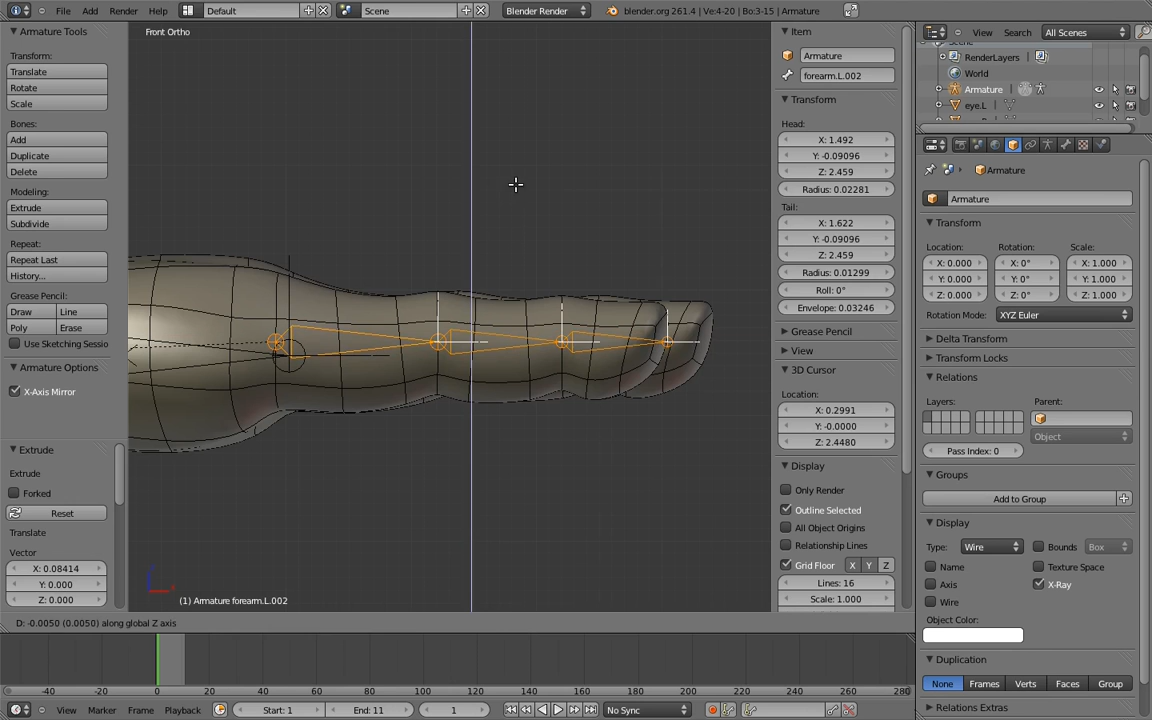 File Add Render Help Default Scene Blender Render blender.org 261.4 | Ve:4-20 | Bo:3-15 | Armature
Armature Tools
Transform:
Translate
Rotate
Scale
Bones:
Add
Duplicate
Delete
Modeling:
Extrude
Subdivide
Repeat:
Repeat Last
History...
Grease Pencil:
Draw Line
Poly Erase
Use Sketching Sessio
Armature Options
X-Axis Mirror
Extrude
Extrude
Forked
Reset
Translate
Vector
X: 0.08414
Y: 0.000
Z: 0.000
Front Ortho
(1) Armature forearm.L.002
D: -0.0050 (0.0050) along global Z axis
Item
Armature
forearm.L.002
Transform
Head:
X: 1.492
Y: -0.09096
Z: 2.459
Radius: 0.02281
Tail:
X: 1.622
Y: -0.09096
Z: 2.459
Radius: 0.01299
Roll: 0°
Envelope: 0.03246
Grease Pencil
View
3D Cursor
Location:
X: 0.2991
Y: -0.0000
Z: 2.4480
Display
Only Render
Outline Selected
All Object Origins
Relationship Lines
Grid Floor X Y Z
Lines: 16
Scale: 1.000
View Search All Scenes
RenderLayers
World
Armature
eye.L
Armature
Armature
Transform
Location: Rotation: Scale:
X: 0.000 X: 0° X: 1.000
Y: 0.000 Y: 0° Y: 1.000
Z: 0.000 Z: 0° Z: 1.000
Rotation Mode: XYZ Euler
Delta Transform
Transform Locks
Relations
Layers: Parent:
Object
Pass Index: 0
Groups
Add to Group
Display
Type: Wire Bounds Box
Name Texture Space
Axis X-Ray
Wire
Object Color:
Duplication
None Frames Verts Faces Group
Relations Extras
-40 -20 0 20 40 60 80 100 120 140 160 180 200 220 240 260 280
View Marker Frame Playback Start: 1 End: 11 1 No Sync